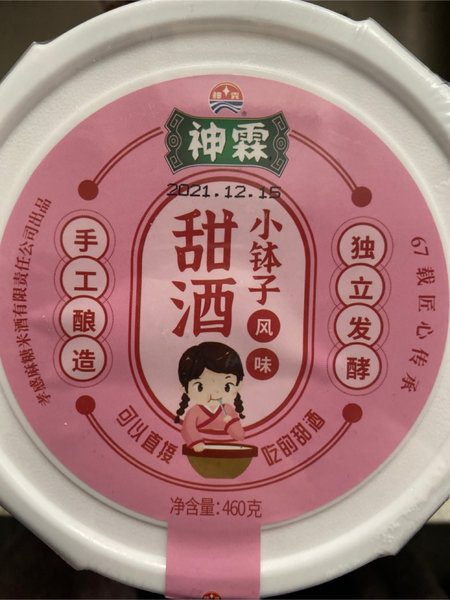 神霖
神霖
2021.12.15
小钵子
甜酒
风味
手工酿造
独立发酵
67载匠心传承
孝感麻糖米酒有限责任公司出品
可以直接
吃的甜酒
净含量:460克